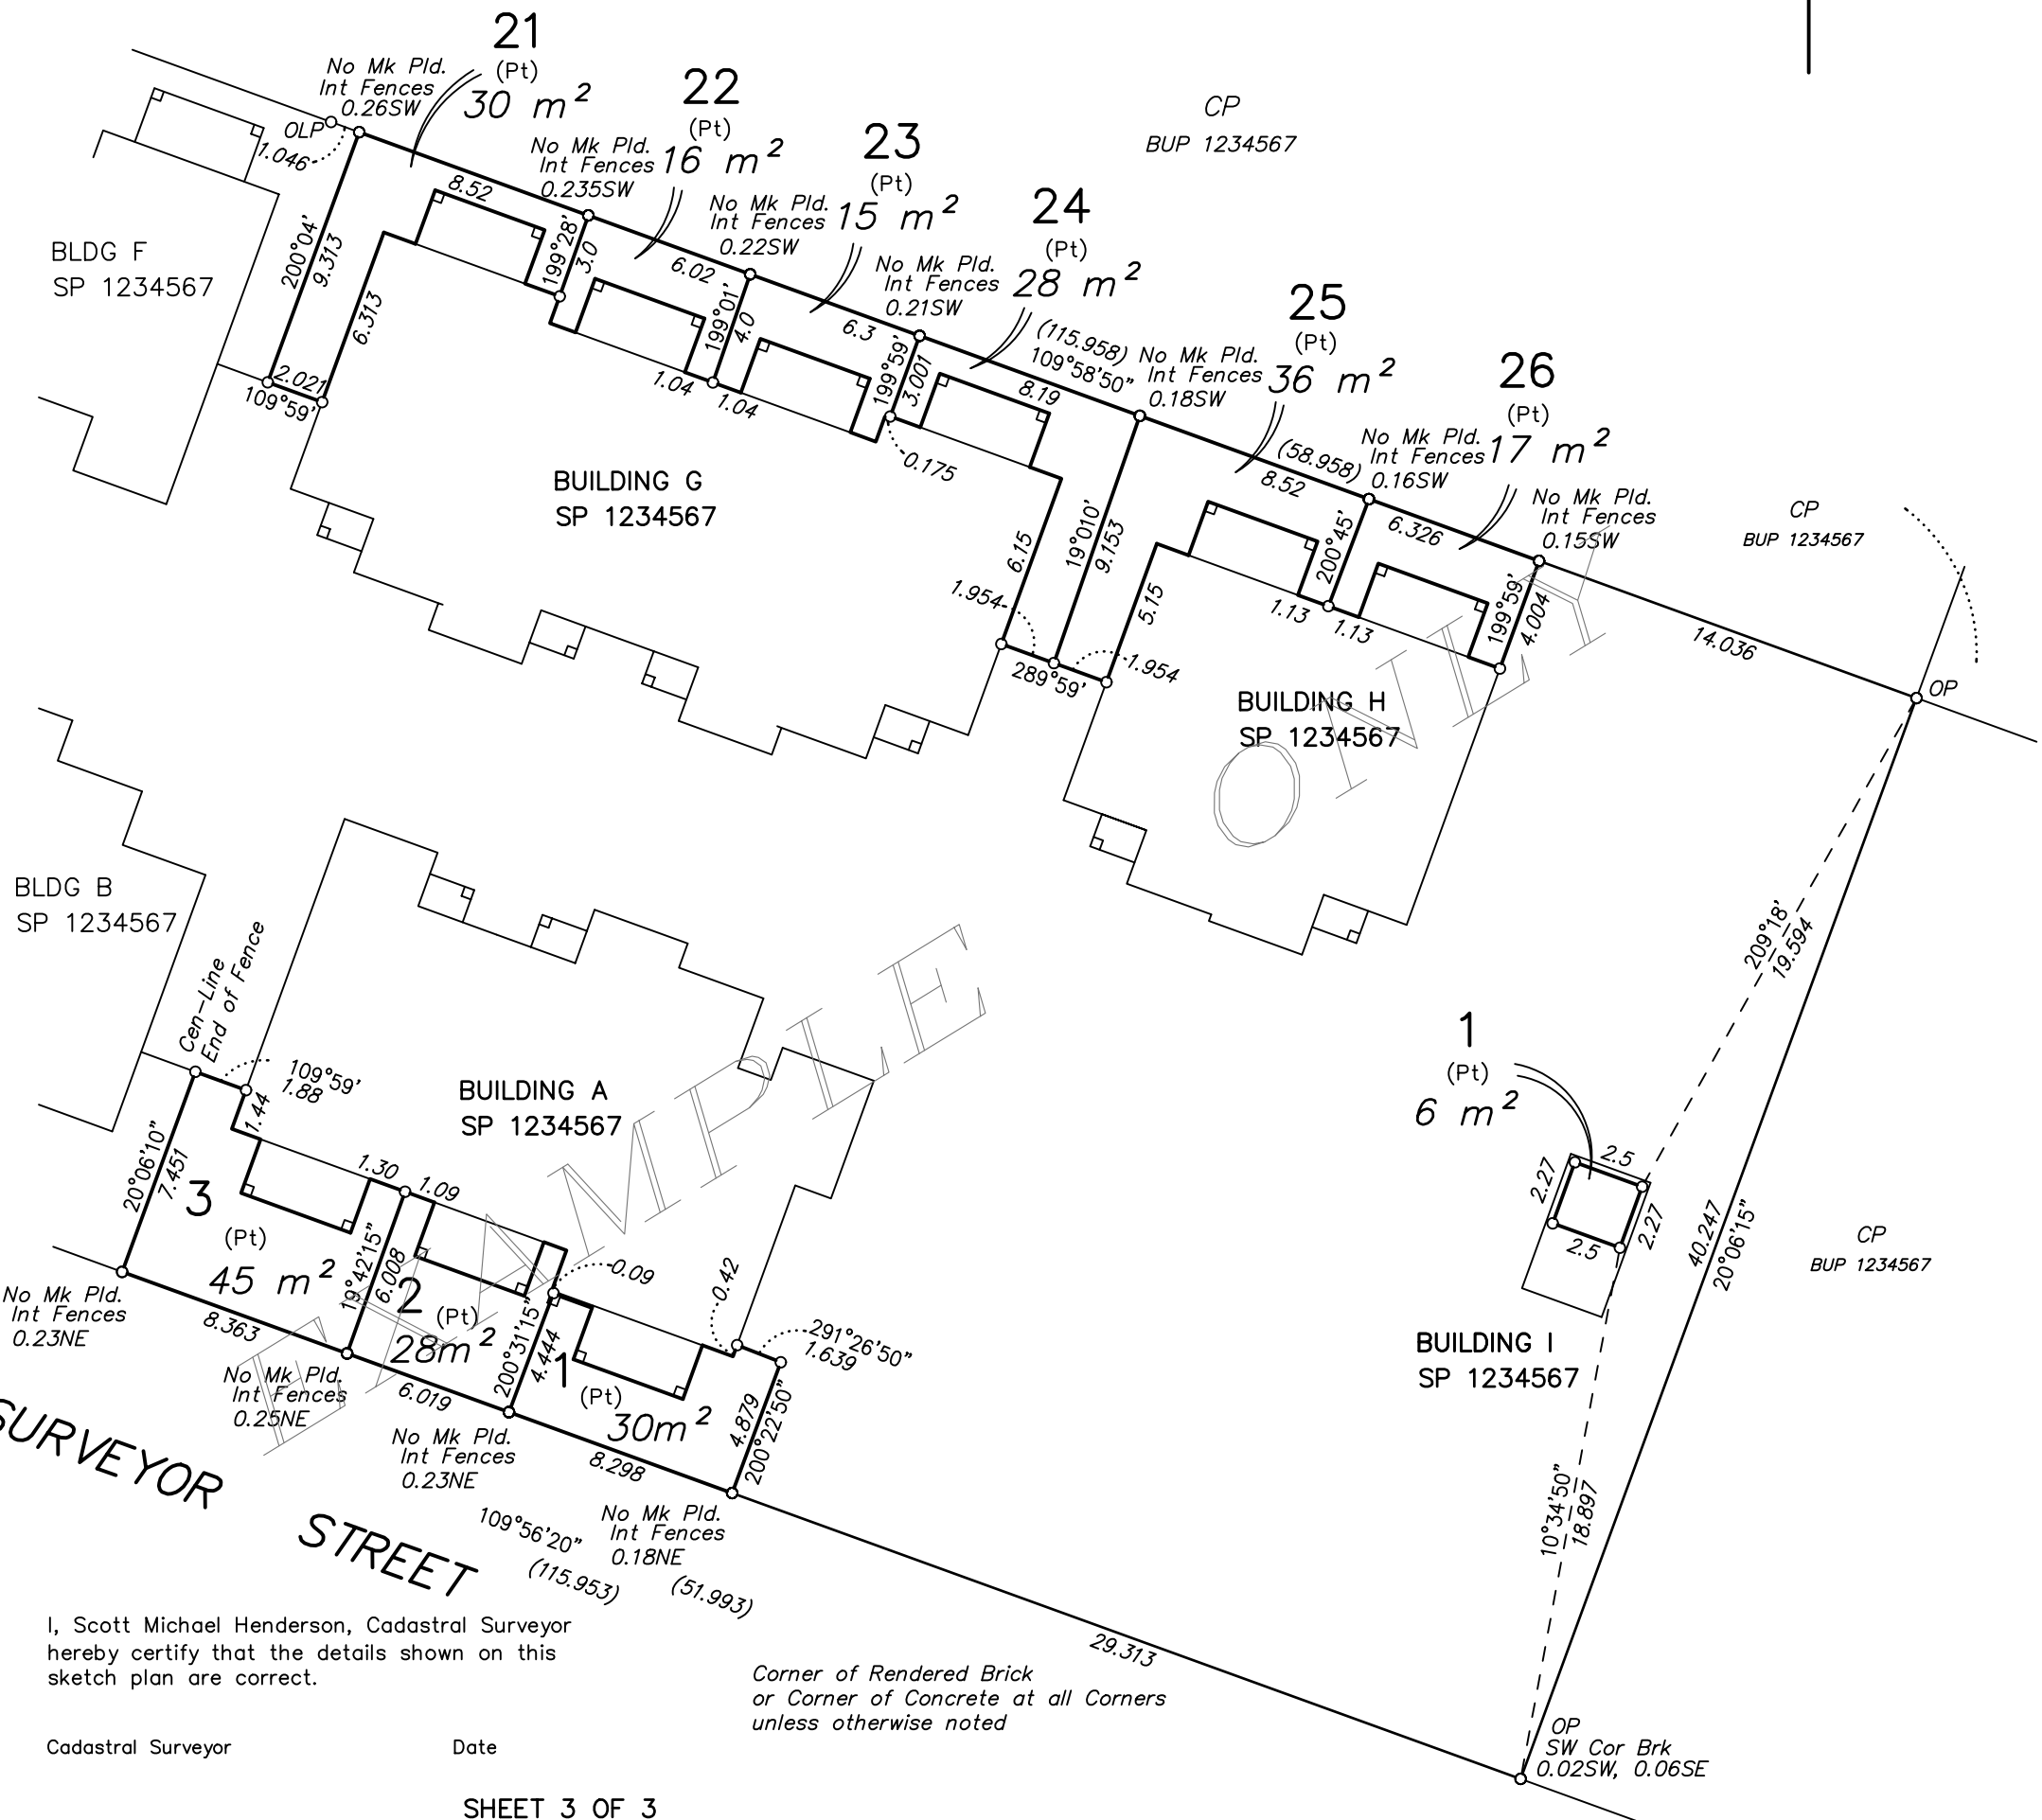 21
(Pt)
30 m²
No Mk Pld.
Int Fences
0.26SW
OLP
1.046
22
(Pt)
16 m²
No Mk Pld.
Int Fences
0.235SW
8.52
23
(Pt)
15 m²
No Mk Pld.
Int Fences
0.22SW
6.02
24
(Pt)
28 m²
No Mk Pld.
Int Fences
0.21SW
6.3
CP
BUP 1234567
25
(Pt)
36 m²
(115.958)
109°58'50"
8.19
No Mk Pld.
Int Fences
0.18SW
26
(Pt)
17 m²
(58.958)
8.52
No Mk Pld.
Int Fences
0.16SW
6.326
No Mk Pld.
Int Fences
0.15SW
CP
BUP 1234567
BLDG F
SP 1234567
200°04'
9.313
2.021
109°59'
6.313
199°28'
3.0
199°01'
4.0
1.04
1.04
199°59'
3.001
0.175
BUILDING G
SP 1234567
6.15
19°010'
9.153
1.954
1.954
289°59'
5.15
200°45'
1.13
1.13
199°59'
4.004
14.036
OP
BUILDING H
SP 1234567
BLDG B
SP 1234567
Cen-Line
End of Fence
109°59'
1.88
1.44
BUILDING A
SP 1234567
209°18'
19.594
1
(Pt)
6 m²
2.5
2.27
2.27
2.5
40.247
20°06'15"
CP
BUP 1234567
BUILDING I
SP 1234567
20°06'10"
7.451
3
(Pt)
45 m²
1.30
1.09
19°42'15"
6.008
2
(Pt)
28m²
0.09
0.42
291°26'50"
1.639
200°31'15"
4.444
1
(Pt)
30m²
4.879
200°22'50"
No Mk Pld.
Int Fences
0.23NE
8.363
No Mk Pld.
Int Fences
0.25NE
6.019
No Mk Pld.
Int Fences
0.23NE
8.298
No Mk Pld.
Int Fences
0.18NE
109°56'20"
(115.953)
(51.993)
29.313
10°34'50"
18.897
SURVEYOR STREET
EXAMPLE ONLY
I, Scott Michael Henderson, Cadastral Surveyor
hereby certify that the details shown on this
sketch plan are correct.
Corner of Rendered Brick
or Corner of Concrete at all Corners
unless otherwise noted
OP
SW Cor Brk
0.02SW, 0.06SE
Cadastral Surveyor Date
SHEET 3 OF 3